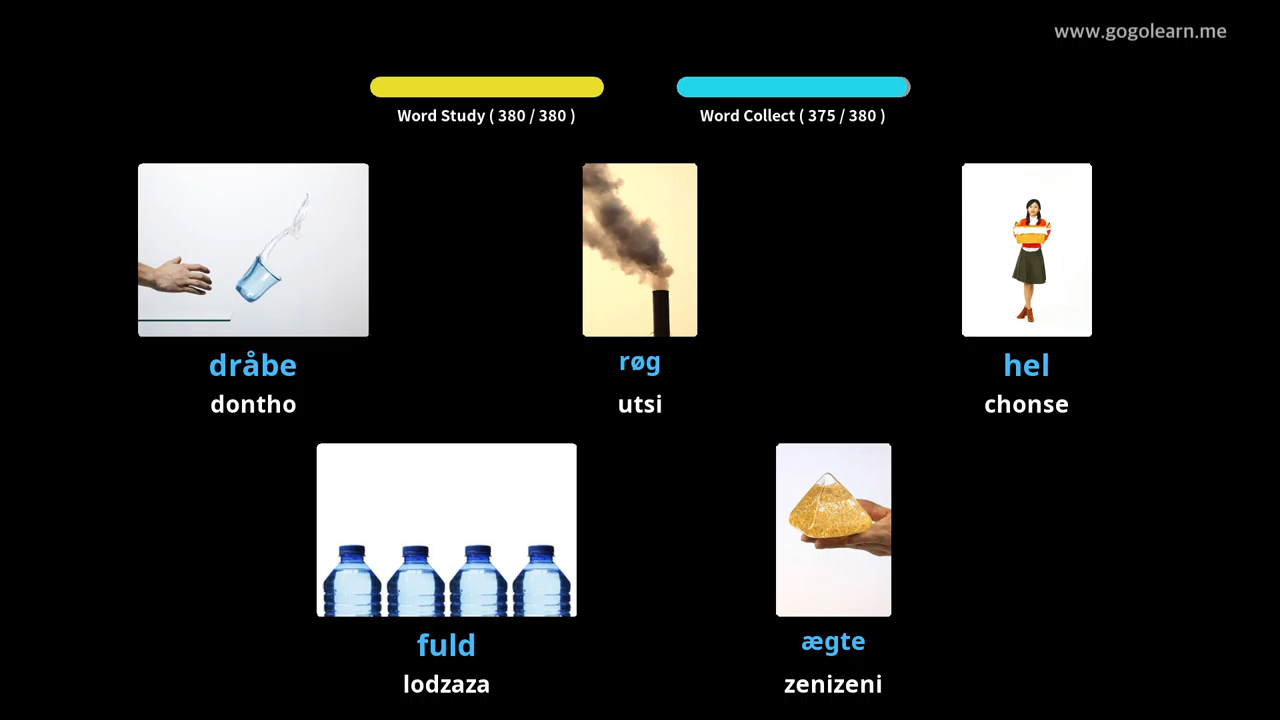 www.gogolearn.me
Word Study ( 380 / 380 )
Word Collect ( 375 / 380 )
dråbe
dontho
røg
utsi
hel
chonse
fuld
lodzaza
ægte
zenizeni